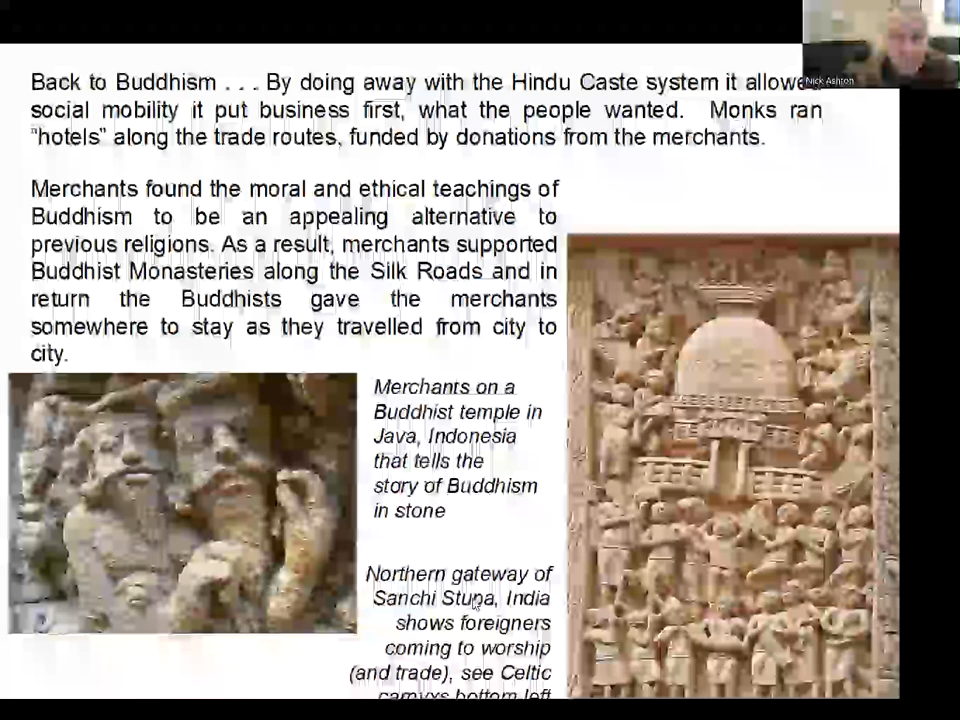 Nick Ashton
Back to Buddhism . . . By doing away with the Hindu Caste system it allowed
social mobility it put business first, what the people wanted. Monks ran
"hotels" along the trade routes, funded by donations from the merchants.
Merchants found the moral and ethical teachings of
Buddhism to be an appealing alternative to
previous religions. As a result, merchants supported
Buddhist Monasteries along the Silk Roads and in
return the Buddhists gave the merchants
somewhere to stay as they travelled from city to
city.
Merchants on a
Buddhist temple in
Java, Indonesia
that tells the
story of Buddhism
in stone
Northern gateway of
Sanchi Stupa, India
shows foreigners
coming to worship
(and trade), see Celtic
carnyxs bottom left